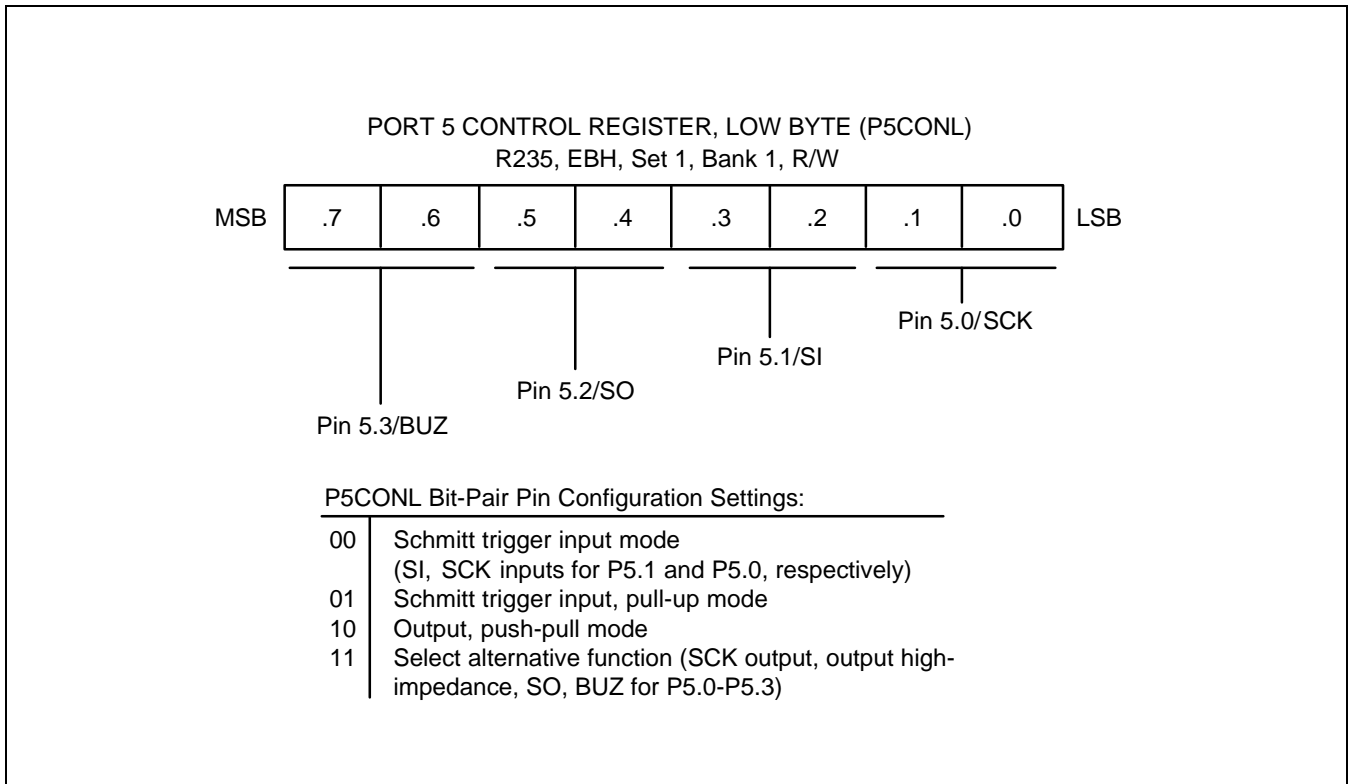 PORT 5 CONTROL REGISTER, LOW BYTE (P5CONL)
R235, EBH, Set 1, Bank 1, R/W
MSB .7 .6 .5 .4 .3 .2 .1 .0 LSB
Pin 5.0/SCK
Pin 5.1/SI
Pin 5.2/SO
Pin 5.3/BUZ
P5CONL Bit-Pair Pin Configuration Settings:
00 Schmitt trigger input mode
(SI, SCK inputs for P5.1 and P5.0, respectively)
01 Schmitt trigger input, pull-up mode
10 Output, push-pull mode
11 Select alternative function (SCK output, output high-
impedance, SO, BUZ for P5.0-P5.3)